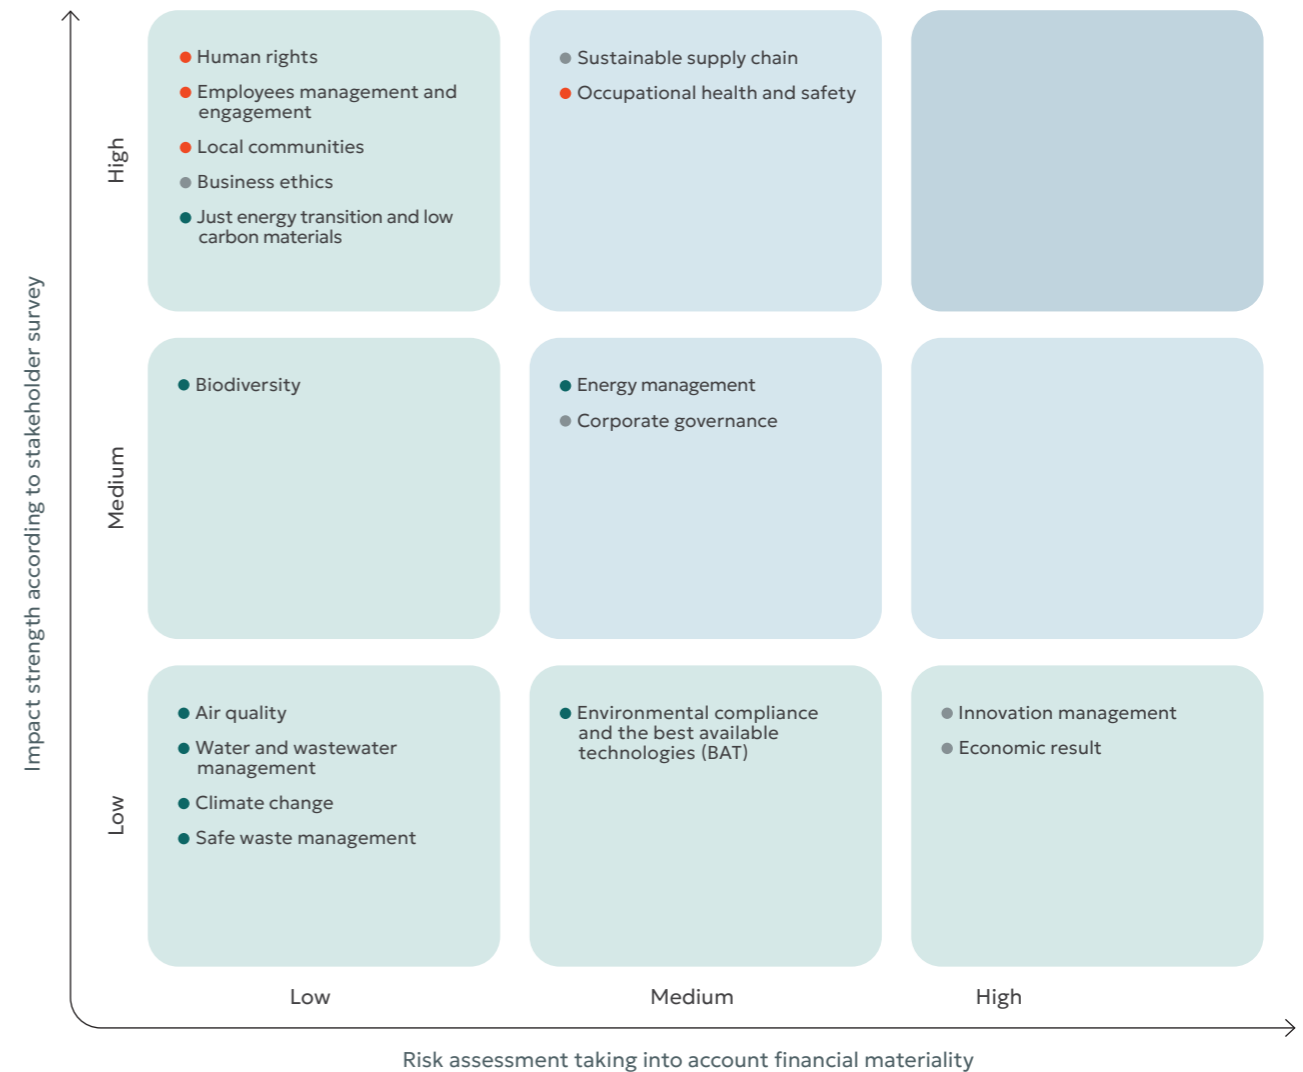 Impact strength according to stakeholder survey
High
Human rights
Employees management and
engagement
Local communities
Business ethics
Just energy transition and low
carbon materials
Sustainable supply chain
Occupational health and safety
Medium
Biodiversity
Energy management
Corporate governance
Low
Air quality
Water and wastewater
management
Climate change
Safe waste management
Environmental compliance
and the best available
technologies (BAT)
Innovation management
Economic result
Low
Medium
High
Risk assessment taking into account financial materiality